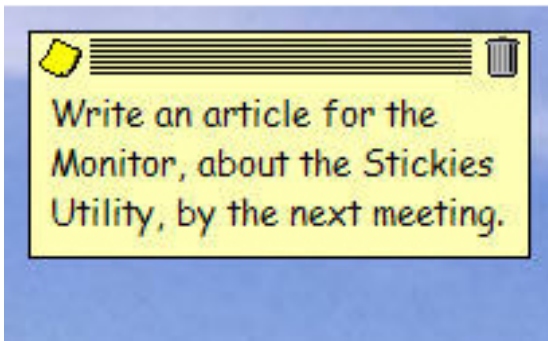 Write an article for the
Monitor, about the Stickies
Utility, by the next meeting.